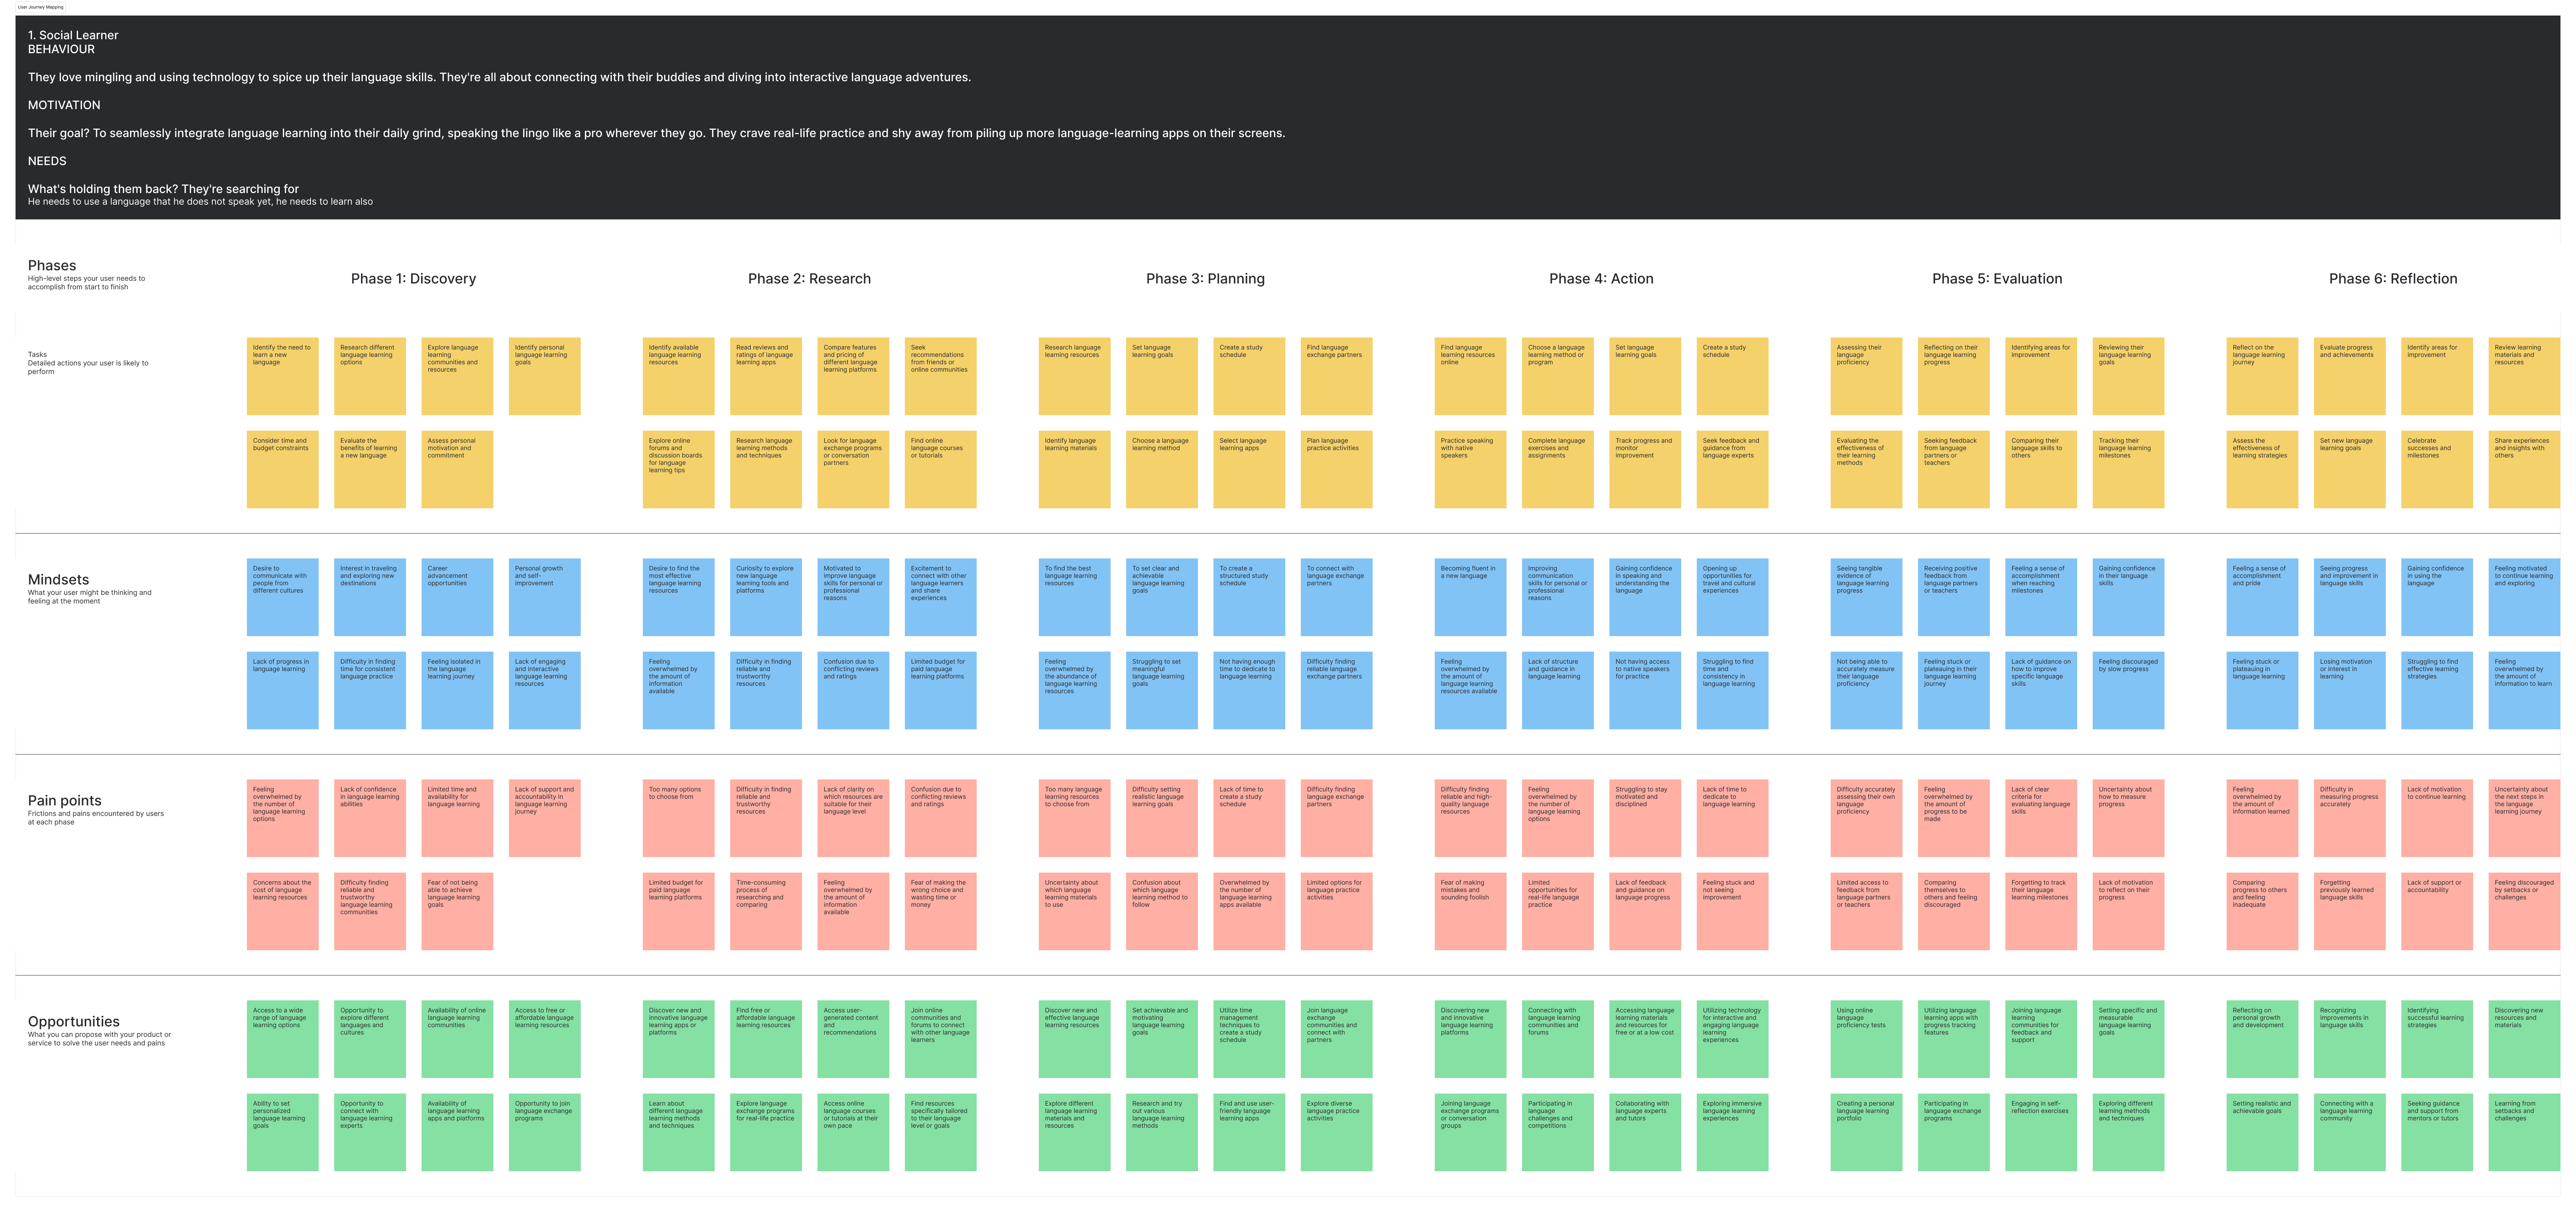 User Journey Mapping
1. Social Learner
BEHAVIOUR
They love mingling and using technology to spice up their language skills. They're all about connecting with their buddies and diving into interactive language adventures.
MOTIVATION
Their goal? To seamlessly integrate language learning into their daily grind, speaking the lingo like a pro wherever they go. They crave real-life practice and shy away from piling up more language-learning apps on their screens.
NEEDS
What's holding them back? They're searching for
He needs to use a language that he does not speak yet, he needs to learn also
Phases
High-level steps your user needs to
accomplish from start to finish
Phase 1: Discovery
Phase 2: Research
Phase 3: Planning
Phase 4: Action
Phase 5: Evaluation
Phase 6: Reflection
Tasks
Detailed actions your user is likely to
perform
Identify the need to
learn a new
language
Research different
language learning
options
Explore language
learning
communities and
resources
Identify personal
language learning
goals
Identify available
language learning
resources
Read reviews and
ratings of language
learning apps
Compare features
and pricing of
different language
learning platforms
Seek
recommendations
from friends or
online communities
Research language
learning resources
Set language
learning goals
Create a study
schedule
Find language
exchange partners
Find language
learning resources
online
Choose a language
learning method or
program
Set language
learning goals
Create a study
schedule
Assessing their
language
proficiency
Reflecting on their
language learning
progress
Identifying areas for
improvement
Reviewing their
language learning
goals
Reflect on the
language learning
journey
Evaluate progress
and achievements
Identify areas for
improvement
Review learning
materials and
resources
Consider time and
budget constraints
Evaluate the
benefits of learning
a new language
Assess personal
motivation and
commitment
Explore online
forums and
discussion boards
for language
learning tips
Research language
learning methods
and techniques
Look for language
exchange programs
or conversation
partners
Find online
language courses
or tutorials
Identify language
learning materials
Choose a language
learning method
Select language
learning apps
Plan language
practice activities
Practice speaking
with native
speakers
Complete language
exercises and
assignments
Track progress and
monitor
improvement
Seek feedback and
guidance from
language experts
Evaluating the
effectiveness of
their learning
methods
Seeking feedback
from language
partners or
teachers
Comparing their
language skills to
others
Tracking their
language learning
milestones
Assess the
effectiveness of
learning strategies
Set new language
learning goals
Celebrate
successes and
milestones
Share experiences
and insights with
others
Mindsets
What your user might be thinking and
feeling at the moment
Desire to
communicate with
people from
different cultures
Interest in traveling
and exploring new
destinations
Career
advancement
opportunities
Personal growth
and self-
improvement
Desire to find the
most effective
language learning
resources
Curiosity to explore
new language
learning tools and
platforms
Motivated to
improve language
skills for personal or
professional
reasons
Excitement to
connect with other
language learners
and share
experiences
To find the best
language learning
resources
To set clear and
achievable
language learning
goals
To create a
structured study
schedule
To connect with
language exchange
partners
Becoming fluent in
a new language
Improving
communication
skills for personal or
professional
reasons
Gaining confidence
in speaking and
understanding the
language
Opening up
opportunities for
travel and cultural
experiences
Seeing tangible
evidence of
language learning
progress
Receiving positive
feedback from
language partners
or teachers
Feeling a sense of
accomplishment
when reaching
milestones
Gaining confidence
in their language
skills
Feeling a sense of
accomplishment
and pride
Seeing progress
and improvement in
language skills
Gaining confidence
in using the
language
Feeling motivated
to continue learning
and exploring
Lack of progress in
language learning
Difficulty in finding
time for consistent
language practice
Feeling isolated in
the language
learning journey
Lack of engaging
and interactive
language learning
resources
Feeling
overwhelmed by
the amount of
information
available
Difficulty in finding
reliable and
trustworthy
resources
Confusion due to
conflicting reviews
and ratings
Limited budget for
paid language
learning platforms
Feeling
overwhelmed by
the abundance of
language learning
resources
Struggling to set
meaningful
language learning
goals
Not having enough
time to dedicate to
language learning
Difficulty finding
reliable language
exchange partners
Feeling
overwhelmed by
the amount of
language learning
resources available
Lack of structure
and guidance in
language learning
Not having access
to native speakers
for practice
Struggling to find
time and
consistency in
language learning
Not being able to
accurately measure
their language
proficiency
Feeling stuck or
plateauing in their
language learning
journey
Lack of guidance on
how to improve
specific language
skills
Feeling discouraged
by slow progress
Feeling stuck or
plateauing in
language learning
Losing motivation
or interest in
learning
Struggling to find
effective learning
strategies
Feeling
overwhelmed by
the amount of
information to learn
Pain points
Frictions and pains encountered by users
at each phase
Feeling
overwhelmed by
the number of
language learning
options
Lack of confidence
in language learning
abilities
Limited time and
availability for
language learning
Lack of support and
accountability in
language learning
journey
Too many options
to choose from
Difficulty in finding
reliable and
trustworthy
resources
Lack of clarity on
which resources are
suitable for their
language level
Confusion due to
conflicting reviews
and ratings
Too many language
learning resources
to choose from
Difficulty setting
realistic language
learning goals
Lack of time to
create a study
schedule
Difficulty finding
language exchange
partners
Difficulty finding
reliable and high-
quality language
resources
Feeling
overwhelmed by
the number of
language learning
options
Struggling to stay
motivated and
disciplined
Lack of time to
dedicate to
language learning
Difficulty accurately
assessing their own
language
proficiency
Feeling
overwhelmed by
the amount of
progress to be
made
Lack of clear
criteria for
evaluating language
skills
Uncertainty about
how to measure
progress
Feeling
overwhelmed by
the amount of
information learned
Difficulty in
measuring progress
accurately
Lack of motivation
to continue learning
Uncertainty about
the next steps in
the language
learning journey
Concerns about the
cost of language
learning resources
Difficulty finding
reliable and
trustworthy
language learning
communities
Fear of not being
able to achieve
language learning
goals
Limited budget for
paid language
learning platforms
Time-consuming
process of
researching and
comparing
Feeling
overwhelmed by
the amount of
information
available
Fear of making the
wrong choice and
wasting time or
money
Uncertainty about
which language
learning materials
to use
Confusion about
which language
learning method to
follow
Overwhelmed by
the number of
language learning
apps available
Limited options for
language practice
activities
Fear of making
mistakes and
sounding foolish
Limited
opportunities for
real-life language
practice
Lack of feedback
and guidance on
language progress
Feeling stuck and
not seeing
improvement
Limited access to
feedback from
language partners
or teachers
Comparing
themselves to
others and feeling
discouraged
Forgetting to track
their language
learning milestones
Lack of motivation
to reflect on their
progress
Comparing
progress to others
and feeling
inadequate
Forgetting
previously learned
language skills
Lack of support or
accountability
Feeling discouraged
by setbacks or
challenges
Opportunities
What you can propose with your product or
service to solve the user needs and pains
Access to a wide
range of language
learning options
Opportunity to
explore different
languages and
cultures
Availability of online
language learning
communities
Access to free or
affordable language
learning resources
Discover new and
innovative language
learning apps or
platforms
Find free or
affordable language
learning resources
Access user-
generated content
and
recommendations
Join online
communities and
forums to connect
with other language
learners
Discover new and
effective language
learning resources
Set achievable and
motivating
language learning
goals
Utilize time
management
techniques to
create a study
schedule
Join language
exchange
communities and
connect with
partners
Discovering new
and innovative
language learning
platforms
Connecting with
language learning
communities and
forums
Accessing language
learning materials
and resources for
free or at a low cost
Utilizing technology
for interactive and
engaging language
learning
experiences
Using online
language
proficiency tests
Utilizing language
learning apps with
progress tracking
features
Joining language
learning
communities for
feedback and
support
Setting specific and
measurable
language learning
goals
Reflecting on
personal growth
and development
Recognizing
improvements in
language skills
Identifying
successful learning
strategies
Discovering new
resources and
materials
Ability to set
personalized
language learning
goals
Opportunity to
connect with
language learning
experts
Availability of
language learning
apps and platforms
Opportunity to join
language exchange
programs
Learn about
different language
learning methods
and techniques
Explore language
exchange programs
for real-life practice
Access online
language courses
or tutorials at their
own pace
Find resources
specifically tailored
to their language
level or goals
Explore different
language learning
materials and
resources
Research and try
out various
language learning
methods
Find and use user-
friendly language
learning apps
Explore diverse
language practice
activities
Joining language
exchange programs
or conversation
groups
Participating in
language
challenges and
competitions
Collaborating with
language experts
and tutors
Exploring immersive
language learning
experiences
Creating a personal
language learning
portfolio
Participating in
language exchange
programs
Engaging in self-
reflection exercises
Exploring different
learning methods
and techniques
Setting realistic and
achievable goals
Connecting with a
language learning
community
Seeking guidance
and support from
mentors or tutors
Learning from
setbacks and
challenges